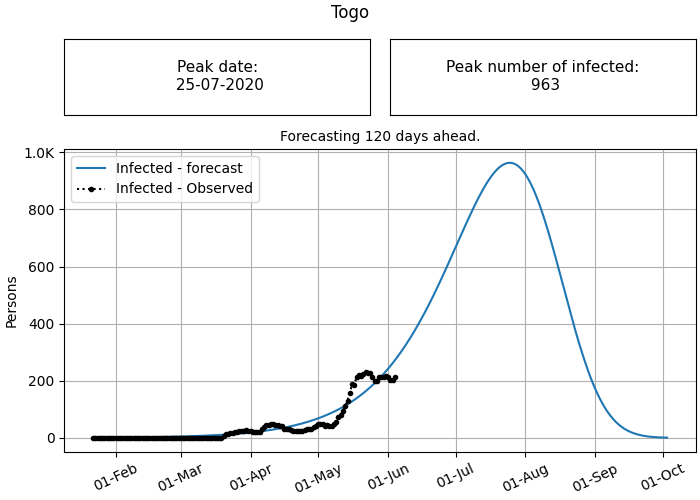 Togo
Peak date:
25-07-2020
Peak number of infected:
963
Forecasting 120 days ahead.
Infected - forecast
Infected - Observed
Persons
1.0K
800
600
400
200
0
01-Feb
01-Mar
01-Apr
01-May
01-Jun
01-Jul
01-Aug
01-Sep
01-Oct